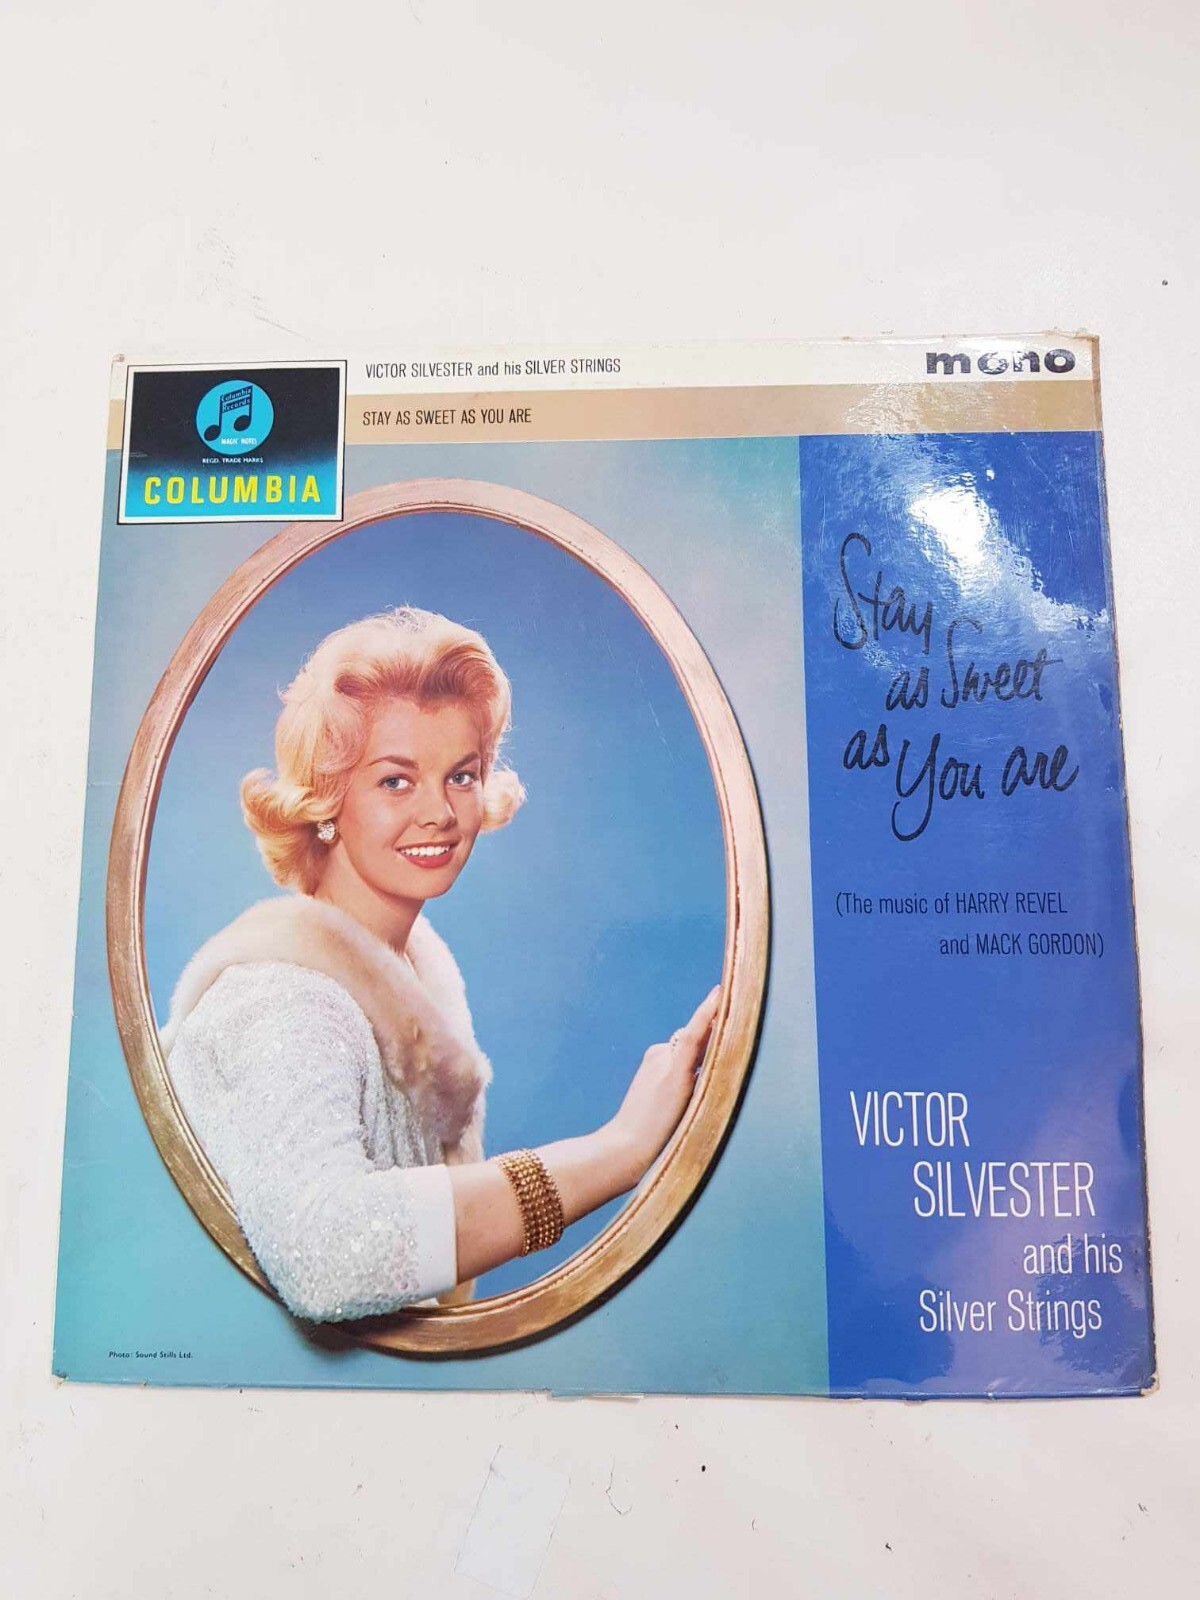 VICTOR SILVESTER and his SILVER STRINGS
mono
STAY AS SWEET AS YOU ARE
Columbia
Records
MAGIC NOTES
REGD. TRADE MARKS
COLUMBIA
Stay
as Sweet
as You are
(The music of HARRY REVEL
and MACK GORDON)
VICTOR
SILVESTER
and his
Silver Strings
Photo: Sound Stills Ltd.